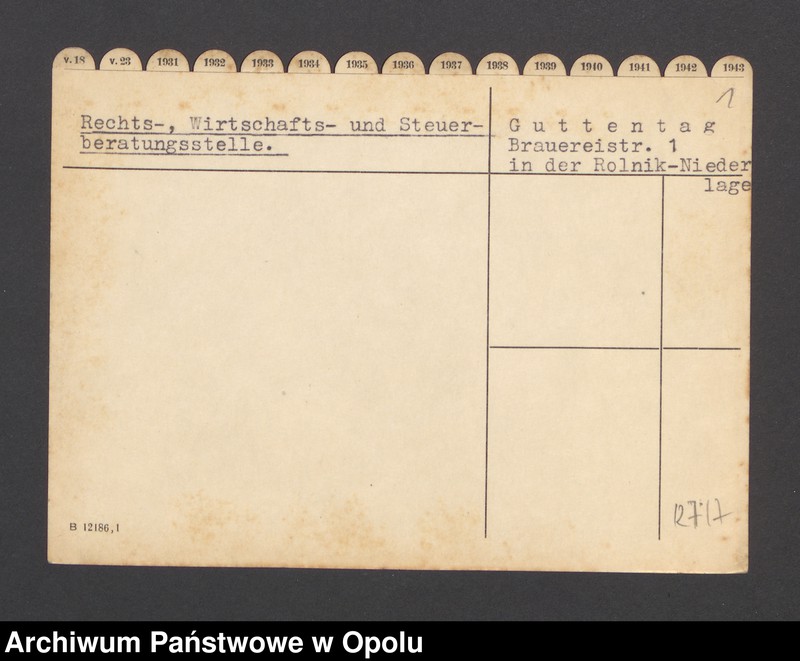 v. 18 v. 23 1931 1932 1933 1934 1935 1936 1937 1938 1939 1940 1941 1942 1943
1
Rechts-, Wirtschafts- und Steuer-
beratungsstelle.
Guttentag
Brauereistr. 1
in der Rolnik-Nieder
lage
B 12186,1
Archiwum Państwowe w Opolu